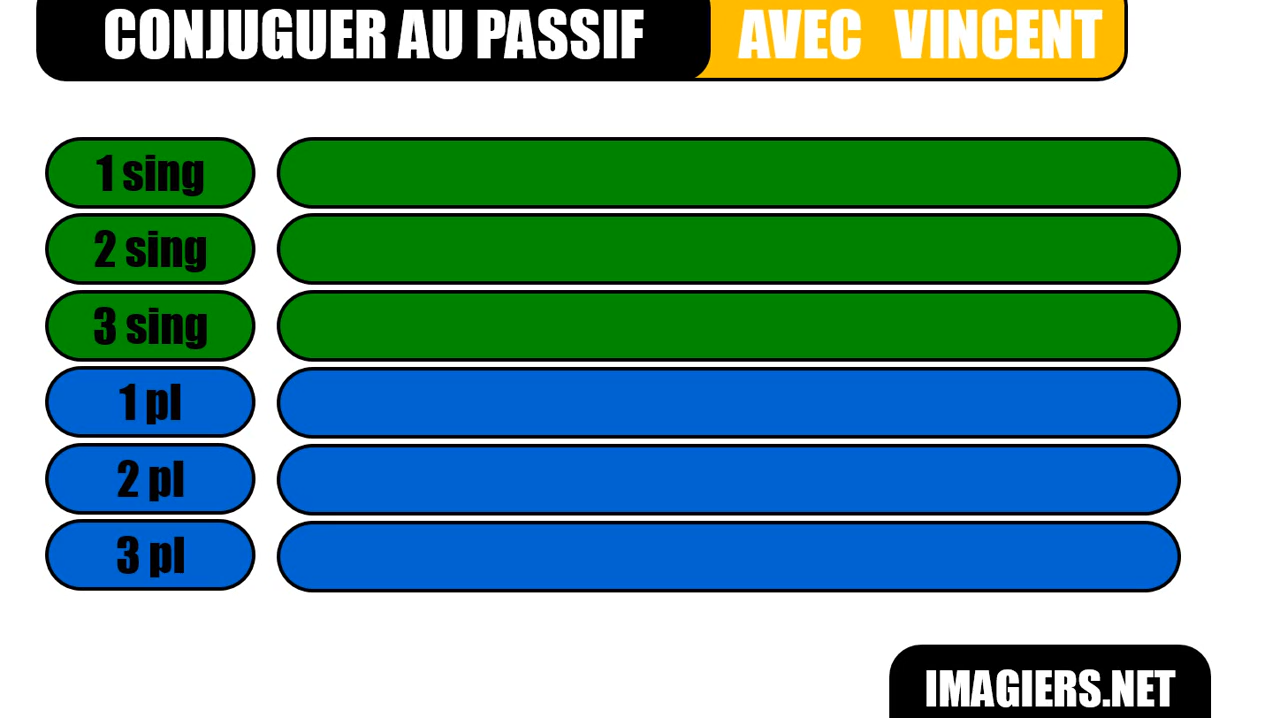 CONJUGUER AU PASSIF AVEC VINCENT
1 sing
2 sing
3 sing
1 pl
2 pl
3 pl
IMAGIERS.NET